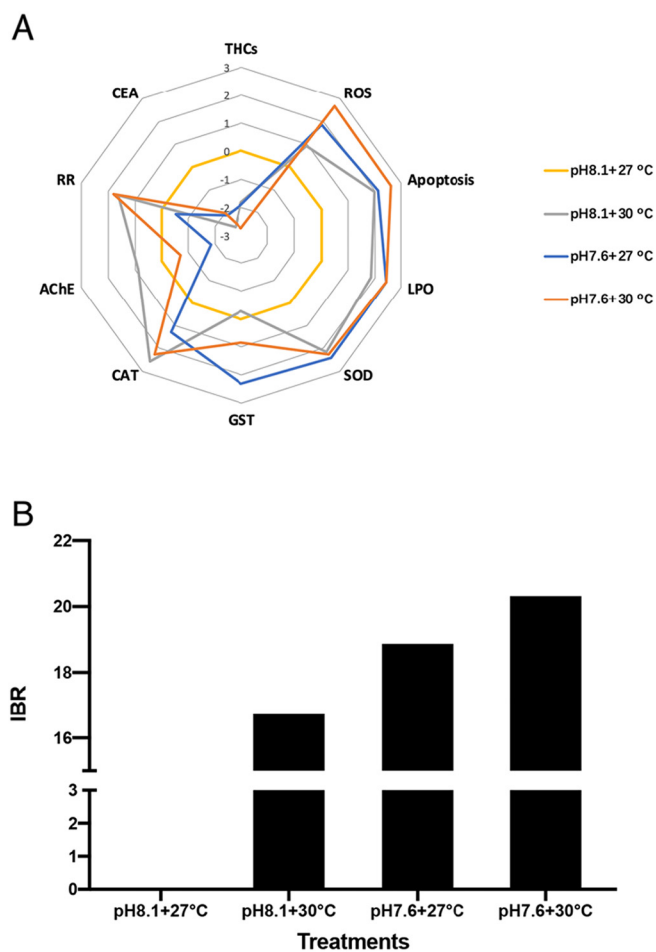 A
THCs
3
CEA
ROS
2
1
0
RR
Apoptosis
-1
-2
-3
AChE
LPO
CAT
SOD
GST
pH8.1+27 ºC
pH8.1+30 ºC
pH7.6+27 ºC
pH7.6+30 ºC
B
22
20
18
16
3
2
1
0
IBR
pH8.1+27°C
pH8.1+30°C
pH7.6+27°C
pH7.6+30°C
Treatments